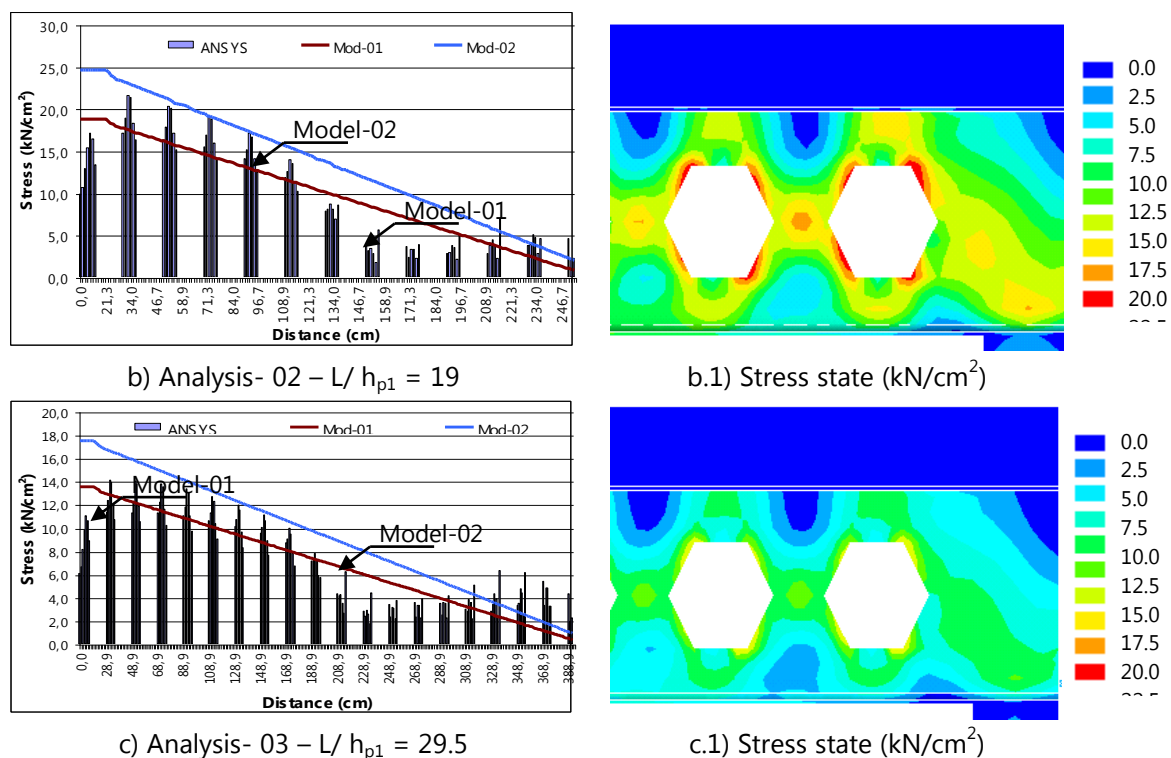 30,0
25,0
20,0
15,0
10,0
5,0
0,0
Stress (kN/cm²)
ANSYS Mod-01 Mod-02
Model-02
Model-01
0,0 21,3 34,0 46,7 58,9 71,3 84,0 96,7 108,9 121,3 134,0 146,7 158,9 171,3 184,0 196,7 208,9 221,3 234,0 246,7
Distance (cm)
b) Analysis- 02 – L/ hp1 = 19
0.0
2.5
5.0
7.5
10.0
12.5
15.0
17.5
20.0
b.1) Stress state (kN/cm²)
20,0
18,0
16,0
14,0
12,0
10,0
8,0
6,0
4,0
2,0
0,0
Stress (kN/cm²)
ANSYS Mod-01 Mod-02
Model-01
Model-02
0,0 28,9 48,9 68,9 88,9 108,9 128,9 148,9 168,9 188,9 208,9 228,9 248,9 268,9 288,9 308,9 328,9 348,9 368,9 388,9
Distance (cm)
c) Analysis- 03 – L/ hp1 = 29.5
0.0
2.5
5.0
7.5
10.0
12.5
15.0
17.5
20.0
c.1) Stress state (kN/cm²)